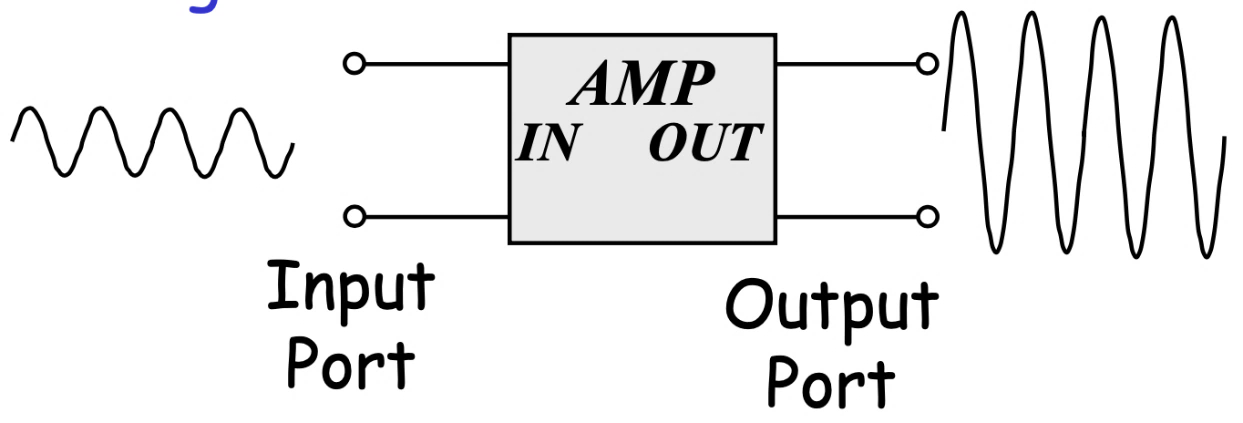 AMP
IN OUT
Input
Port
Output
Port